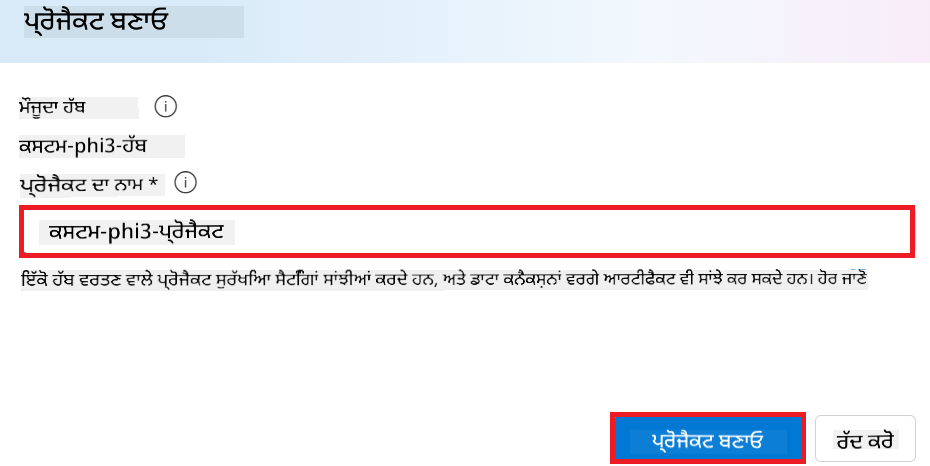 ਪ੍ਰੋਜੈਕਟ ਬਣਾਓ
ਮੌਜੂਦਾ ਹੱਬ
ਕਸਟਮ-phi3-ਹੱਬ
ਪ੍ਰੋਜੈਕਟ ਦਾ ਨਾਮ *
ਕਸਟਮ-phi3-ਪ੍ਰੋਜੈਕਟ
ਇੱਕੋ ਹੱਬ ਵਰਤਣ ਵਾਲੇ ਪ੍ਰੋਜੈਕਟ ਸੁਰੱਖਿਆ ਸੈਟਿੰਗਾਂ ਸਾਂਝੀਆਂ ਕਰਦੇ ਹਨ, ਅਤੇ ਡਾਟਾ ਕਨੈਕਸ਼ਨਾਂ ਵਰਗੇ ਆਰਟੀਫੈਕਟ ਵੀ ਸਾਂਝੇ ਕਰ ਸਕਦੇ ਹਨ। ਹੋਰ ਜਾਣੋ
ਪ੍ਰੋਜੈਕਟ ਬਣਾਓ ਰੱਦ ਕਰੋ